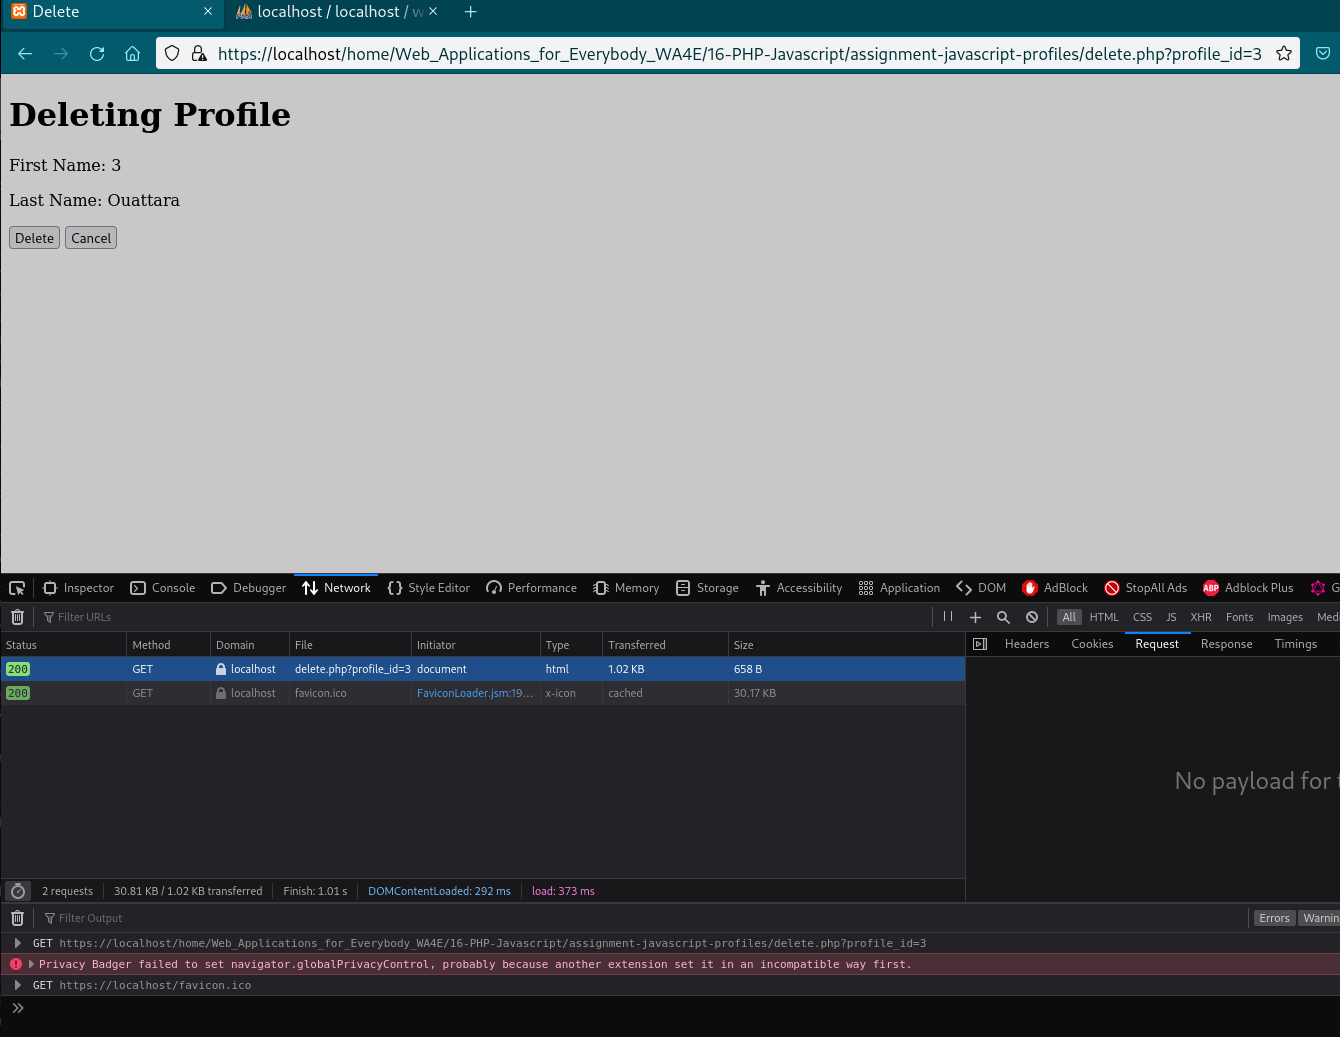 Delete
localhost / localhost / w
https://localhost/home/Web_Applications_for_Everybody_WA4E/16-PHP-Javascript/assignment-javascript-profiles/delete.php?profile_id=3
Deleting Profile
First Name: 3
Last Name: Ouattara
Delete Cancel
Inspector Console Debugger Network Style Editor Performance Memory Storage Accessibility Application DOM AdBlock StopAll Ads ABP Adblock Plus G
Filter URLs All HTML CSS JS XHR Fonts Images Medi
Status Method Domain File Initiator Type Transferred Size Headers Cookies Request Response Timings
200 GET localhost delete.php?profile_id=3 document html 1.02 KB 658 B
200 GET localhost favicon.ico FaviconLoader.jsm:19... x-icon cached 30.17 KB
No payload for t
2 requests 30.81 KB / 1.02 KB transferred Finish: 1.01 s DOMContentLoaded: 292 ms load: 373 ms
Filter Output Errors Warnin
GET https://localhost/home/Web_Applications_for_Everybody_WA4E/16-PHP-Javascript/assignment-javascript-profiles/delete.php?profile_id=3
Privacy Badger failed to set navigator.globalPrivacyControl, probably because another extension set it in an incompatible way first.
GET https://localhost/favicon.ico